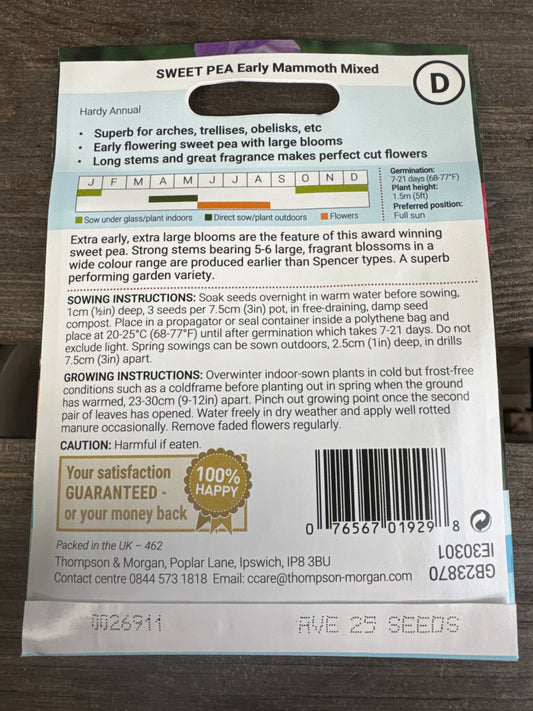 SWEET PEA Early Mammoth Mixed
D
Hardy Annual
• Superb for arches, trellises, obelisks, etc
• Early flowering sweet pea with large blooms
• Long stems and great fragrance makes perfect cut flowers
J F M A M J J A S O N D
Sow under glass/plant indoors Direct sow/plant outdoors Flowers
Germination:
7-21 days (68-77°F)
Plant height:
1.5m (5ft)
Preferred position:
Full sun
Extra early, extra large blooms are the feature of this award winning
sweet pea. Strong stems bearing 5-6 large, fragrant blossoms in a
wide colour range are produced earlier than Spencer types. A superb
performing garden variety.
SOWING INSTRUCTIONS: Soak seeds overnight in warm water before sowing,
1cm (½in) deep, 3 seeds per 7.5cm (3in) pot, in free-draining, damp seed
compost. Place in a propagator or seal container inside a polythene bag and
place at 20-25°C (68-77°F) until after germination which takes 7-21 days. Do not
exclude light. Spring sowings can be sown outdoors, 2.5cm (1in) deep, in drills
7.5cm (3in) apart.
GROWING INSTRUCTIONS: Overwinter indoor-sown plants in cold but frost-free
conditions such as a coldframe before planting out in spring when the ground
has warmed, 23-30cm (9-12in) apart. Pinch out growing point once the second
pair of leaves has opened. Water freely in dry weather and apply well rotted
manure occasionally. Remove faded flowers regularly.
CAUTION: Harmful if eaten.
Your satisfaction
GUARANTEED -
or your money back
100%
HAPPY
0 76567 01929 8
Packed in the UK – 462
Thompson & Morgan, Poplar Lane, Ipswich, IP8 3BU
Contact centre 0844 573 1818 Email: ccare@thompson-morgan.com
GB23870
IE30301
0026911 AVE 25 SEEDS